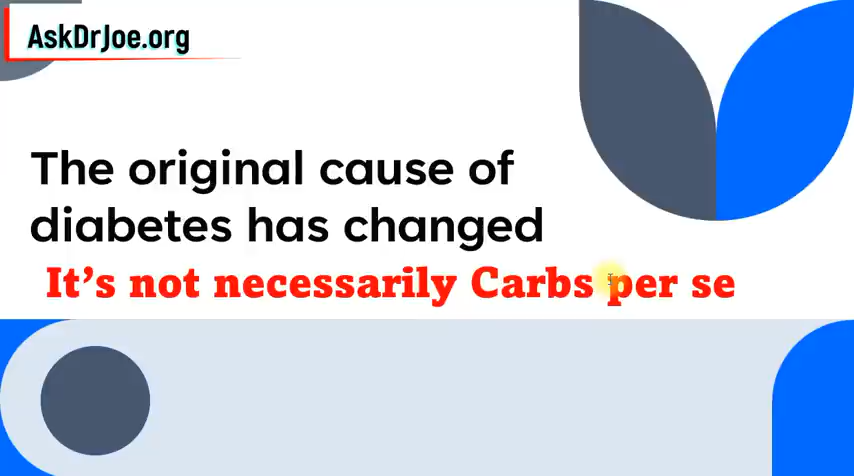 AskDrJoe.org
The original cause of
diabetes has changed
It's not necessarily Carbs per se